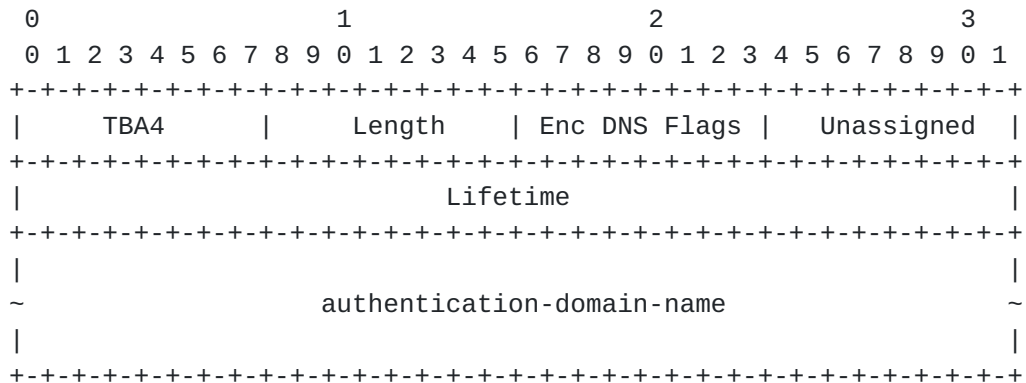 0                   1                   2                   3
 0 1 2 3 4 5 6 7 8 9 0 1 2 3 4 5 6 7 8 9 0 1 2 3 4 5 6 7 8 9 0 1
+-+-+-+-+-+-+-+-+-+-+-+-+-+-+-+-+-+-+-+-+-+-+-+-+-+-+-+-+-+-+-+-+
|     TBA4      |     Length    | Enc DNS Flags |   Unassigned  |
+-+-+-+-+-+-+-+-+-+-+-+-+-+-+-+-+-+-+-+-+-+-+-+-+-+-+-+-+-+-+-+-+
|                           Lifetime                            |
+-+-+-+-+-+-+-+-+-+-+-+-+-+-+-+-+-+-+-+-+-+-+-+-+-+-+-+-+-+-+-+-+
|                                                               |
~                   authentication-domain-name                  ~
|                                                               |
+-+-+-+-+-+-+-+-+-+-+-+-+-+-+-+-+-+-+-+-+-+-+-+-+-+-+-+-+-+-+-+-+